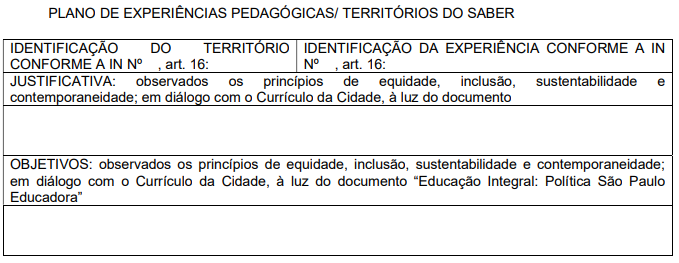 PLANO DE EXPERIÊNCIAS PEDAGÓGICAS/ TERRITÓRIOS DO SABER
IDENTIFICAÇÃO DO TERRITÓRIO
CONFORME A IN Nº , art. 16:
IDENTIFICAÇÃO DA EXPERIÊNCIA CONFORME A IN
Nº , art. 16:
JUSTIFICATIVA: observados os princípios de equidade, inclusão, sustentabilidade e
contemporaneidade; em diálogo com o Currículo da Cidade, à luz do documento
OBJETIVOS: observados os princípios de equidade, inclusão, sustentabilidade e contemporaneidade;
em diálogo com o Currículo da Cidade, à luz do documento “Educação Integral: Política São Paulo
Educadora”